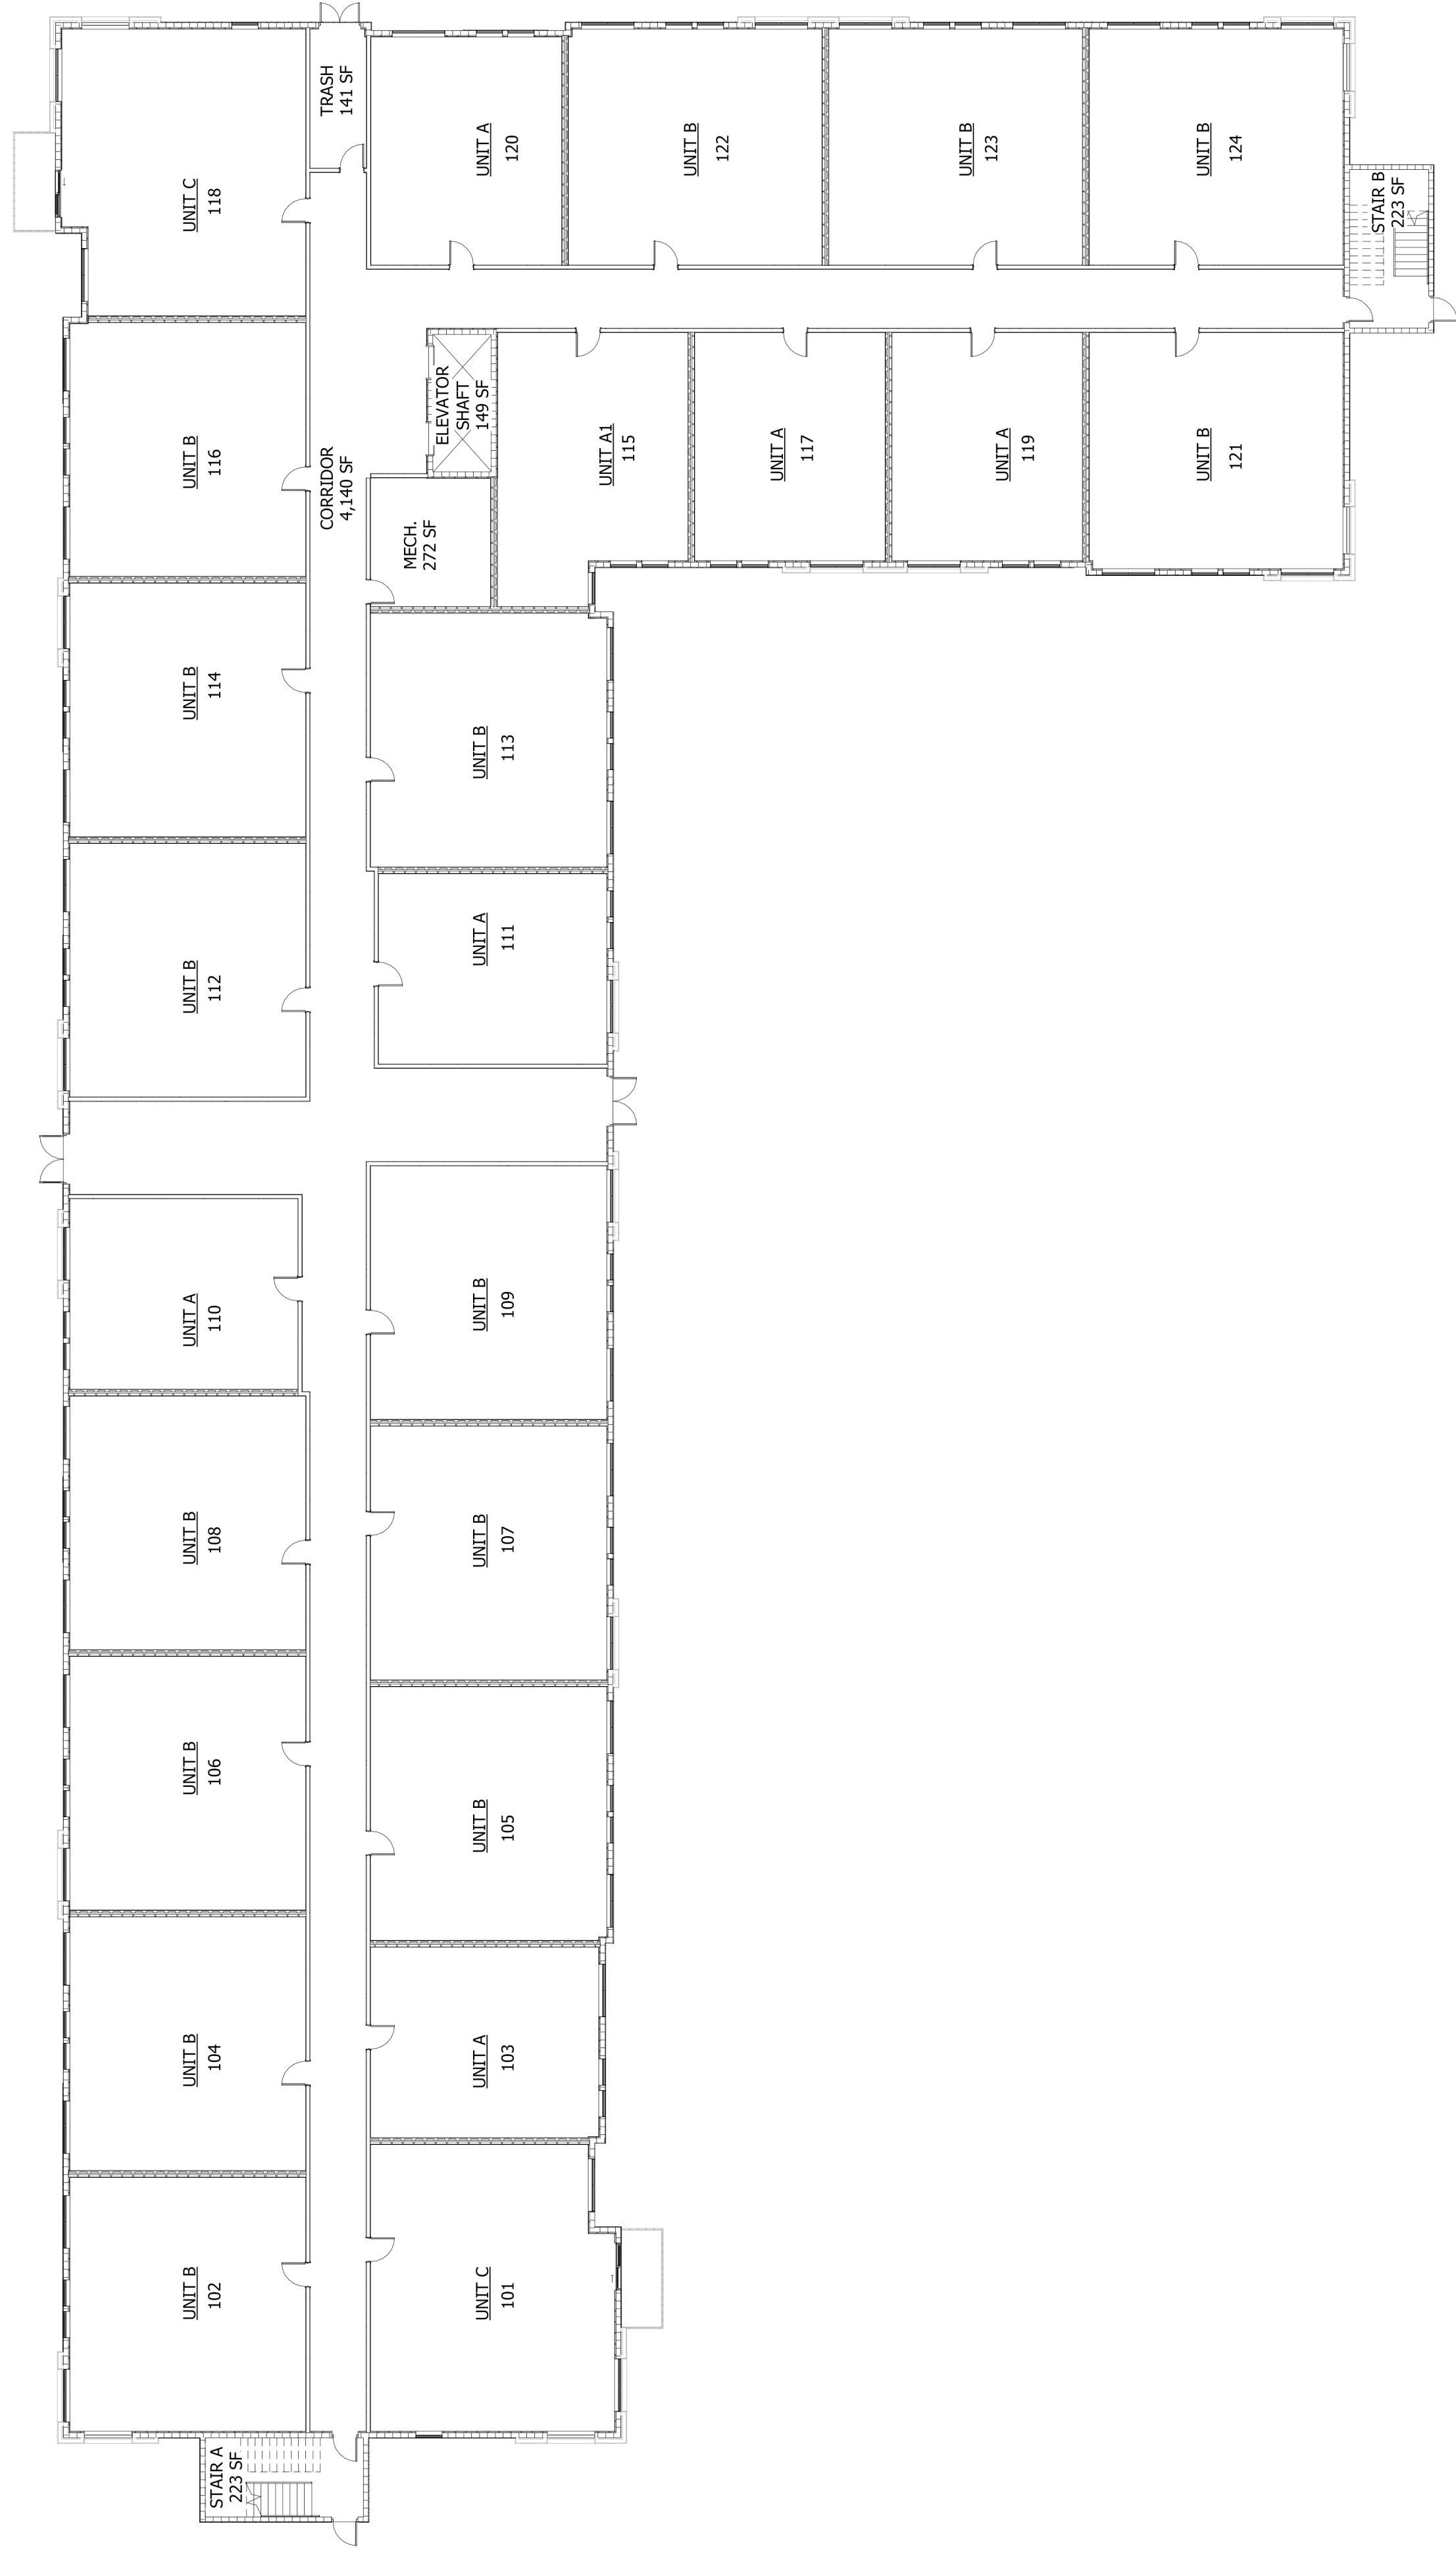 UNIT C
118
TRASH
141 SF
UNIT A
120
UNIT B
122
UNIT B
123
UNIT B
124
STAIR B
223 SF
UNIT B
116
CORRIDOR
4,140 SF
ELEVATOR
SHAFT
149 SF
MECH.
272 SF
UNIT A1
115
UNIT A
117
UNIT A
119
UNIT B
121
UNIT B
114
UNIT B
113
UNIT B
112
UNIT A
111
UNIT A
110
UNIT B
109
UNIT B
108
UNIT B
107
UNIT B
106
UNIT B
105
UNIT B
104
UNIT A
103
UNIT B
102
UNIT C
101
STAIR A
223 SF